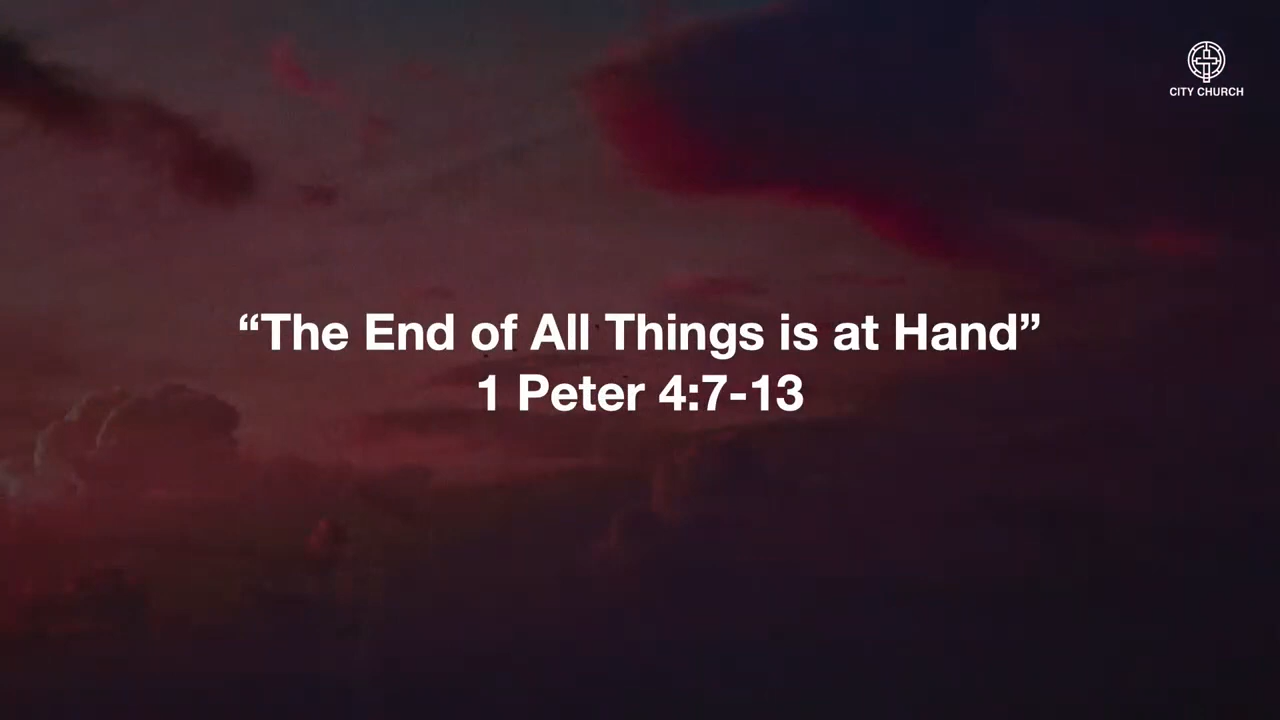 CITY CHURCH
“The End of All Things is at Hand”
1 Peter 4:7-13